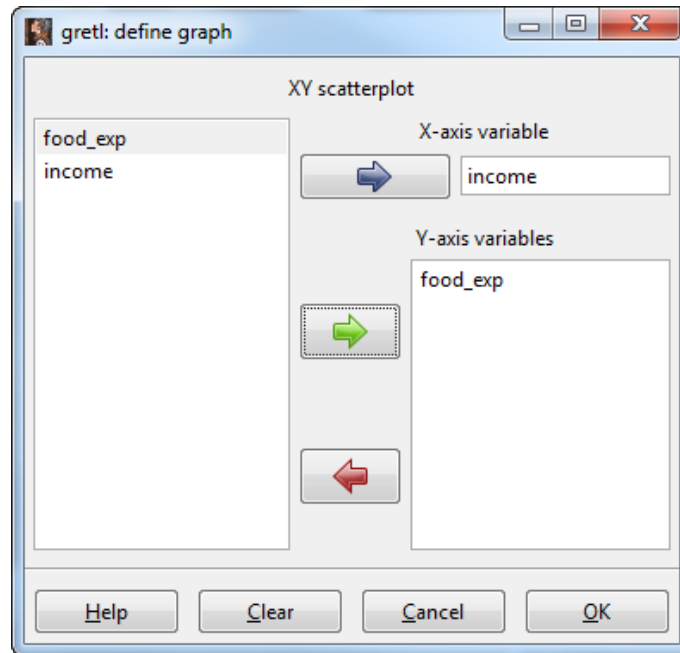 gretl: define graph
XY scatterplot
food_exp
income
X-axis variable
income
Y-axis variables
food_exp
Help
Clear
Cancel
OK